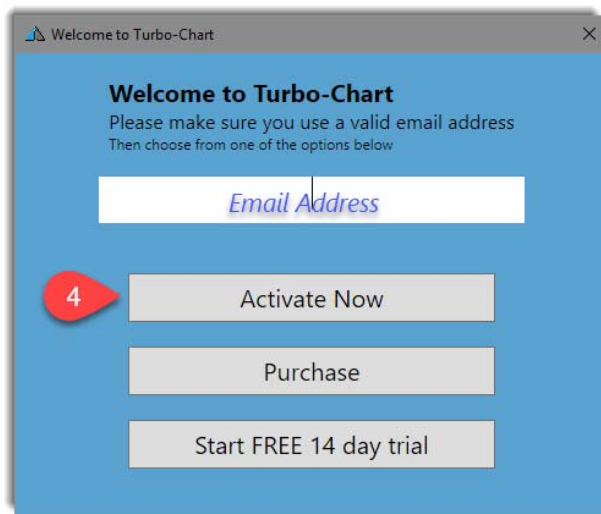 Welcome to Turbo-Chart
Welcome to Turbo-Chart
Please make sure you use a valid email address
Then choose from one of the options below
Email Address
4
Activate Now
Purchase
Start FREE 14 day trial